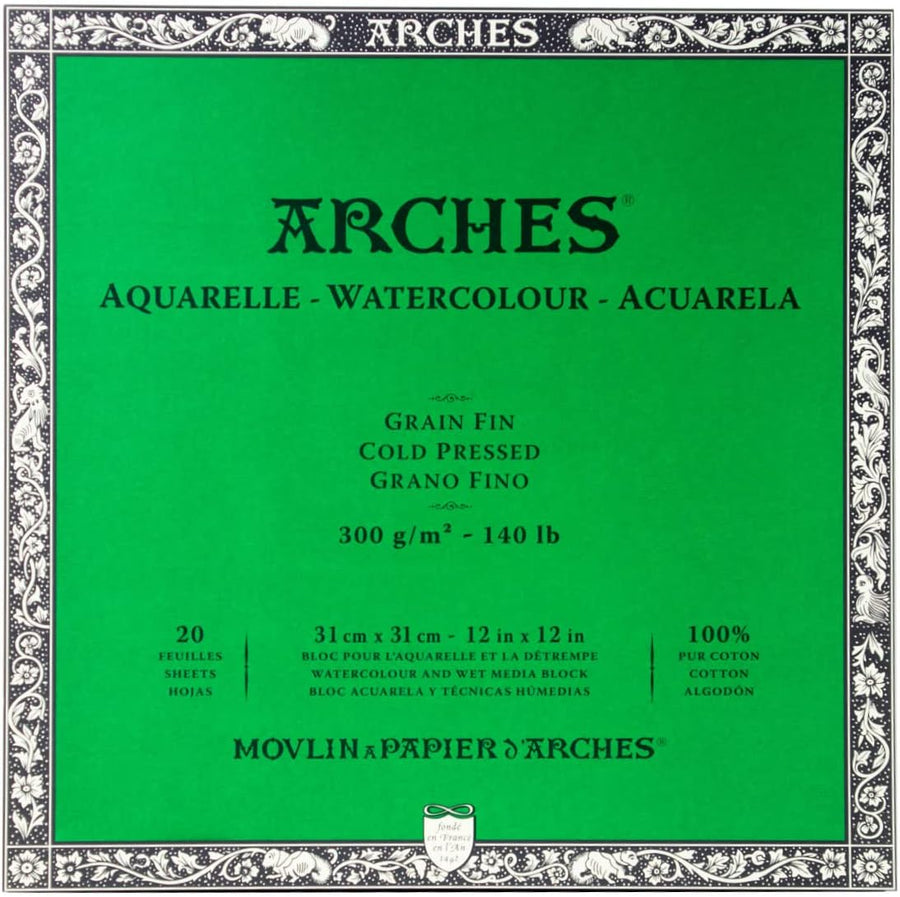 ARCHES
ARCHES®
AQUARELLE - WATERCOLOUR - ACUARELA
GRAIN FIN
COLD PRESSED
GRANO FINO
300 g/m² - 140 lb
20
FEUILLES
SHEETS
HOJAS
31 cm x 31 cm - 12 in x 12 in
BLOC POUR L'AQUARELLE ET LA DÉTREMPE
WATERCOLOUR AND WET MEDIA BLOCK
BLOC ACUARELA Y TÉCNICAS HÚMEDIAS
100%
PUR COTON
COTTON
ALGODÓN
MOVLIN A PAPIER d'ARCHES®
fondé
en France
en l'An
1492